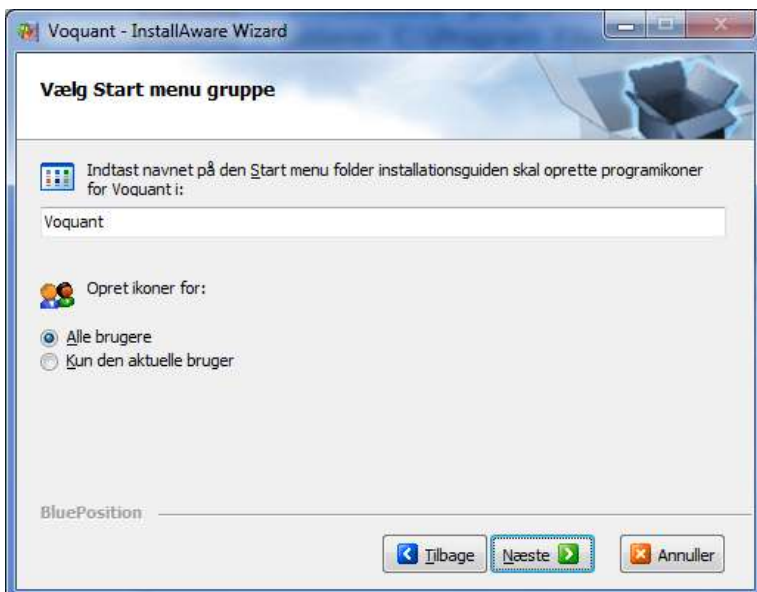 Voquant - InstallAware Wizard
Vælg Start menu gruppe
Indtast navnet på den Start menu folder installationsguiden skal oprette programikoner
for Voquant i:
Voquant
Opret ikoner for:
Alle brugere
Kun den aktuelle bruger
BluePosition
Tilbage Næste Annuller